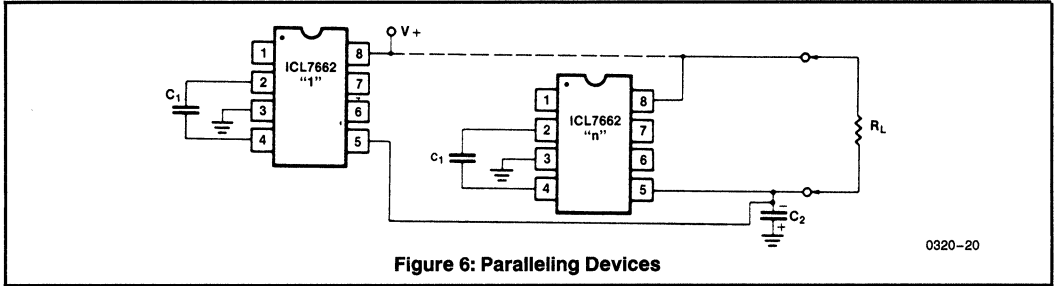 V+
ICL7662
"1"
1
2
3
4
8
7
6
5
C1
ICL7662
"n"
1
2
3
4
8
7
6
5
C1
RL
−
C2
+
0320-20
Figure 6: Paralleling Devices